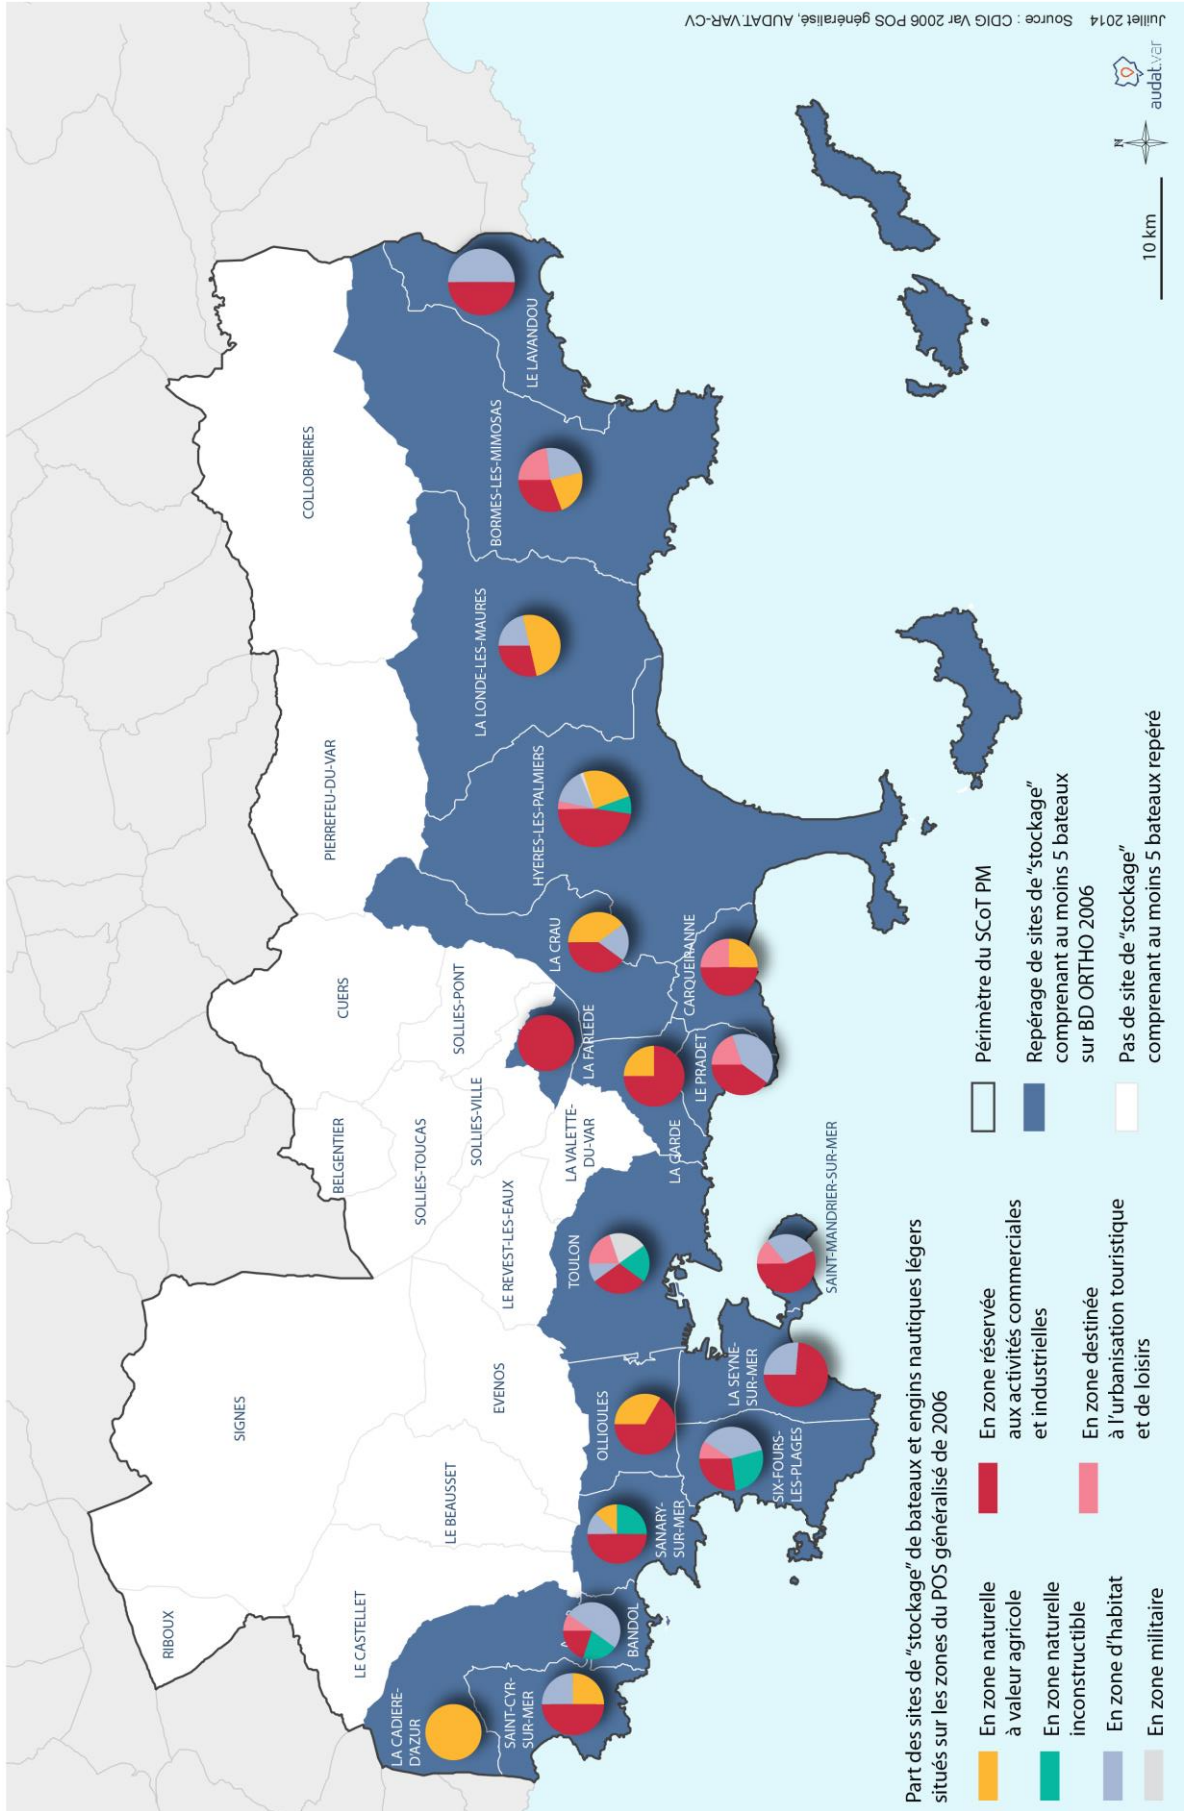 RIBOUX
SIGNES
LE CASTELLET
LE BEAUSSET
EVENOS
LE REVEST-LES-EAUX
BELGENTIER
SOLLIES-TOUCAS
SOLLIES-VILLE
SOLLIES-PONT
CUERS
PIERREFEU-DU-VAR
COLLOBRIERES
LA CADIERE-
D'AZUR
SAINT-CYR-
SUR-MER
BANDOL
SANARY-
SUR-MER
OLLIOULES
SIX-FOURS-
LES-PLAGES
LA SEYNE-
SUR-MER
SAINT-MANDRIER-SUR-MER
TOULON
LA VALETTE-
DU-VAR
LA GARDE
LE PRADET
LA FARLEDE
CARQUEIRANNE
LA CRAU
HYERES-LES-PALMIERS
LA LONDE-LES-MAURES
BORMES-LES-MIMOSAS
LE LAVANDOU
Part des sites de "stockage" de bateaux et engins nautiques légers
situés sur les zones du POS généralisé de 2006
En zone naturelle
à valeur agricole
En zone naturelle
inconstructible
En zone d'habitat
En zone militaire
En zone réservée
aux activités commerciales
et industrielles
En zone destinée
à l'urbanisation touristique
et de loisirs
Périmètre du SCoT PM
Repérage de sites de "stockage"
comprenant au moins 5 bateaux
sur BD ORTHO 2006
Pas de site de "stockage"
comprenant au moins 5 bateaux repéré
10 km
N
audat.var
Juillet 2014 Source : CDIG Var 2006 POS généralisé, AUDAT.VAR-CV